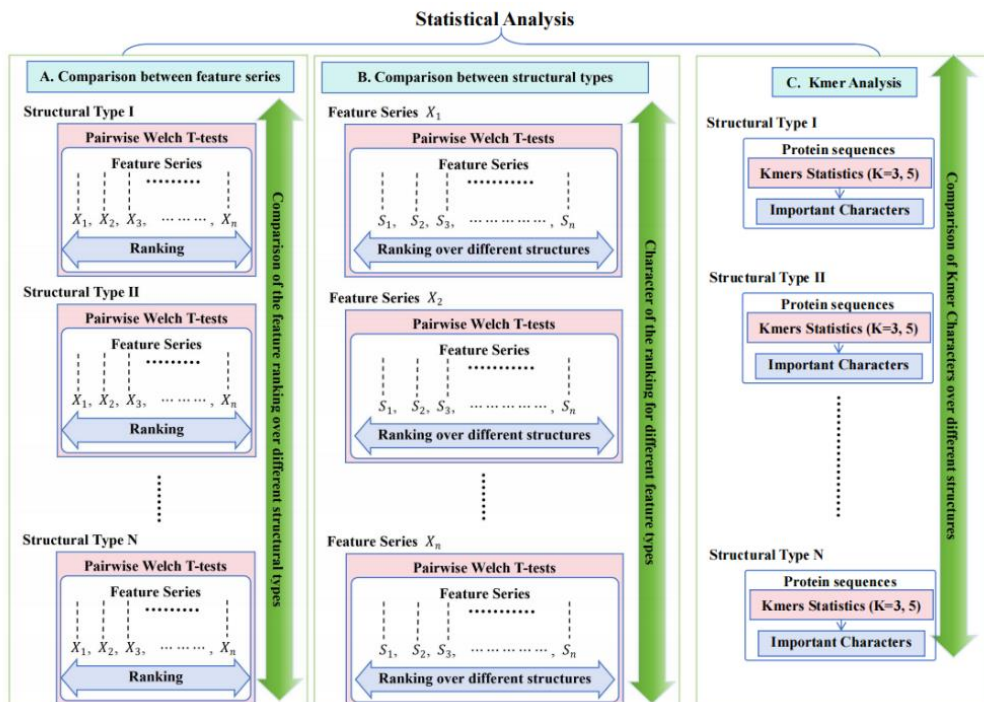 Statistical Analysis
A. Comparison between feature series
Structural Type I
Pairwise Welch T-tests
Feature Series
X₁, X₂, X₃, ⋯ ⋯ ⋯ , Xₙ
Ranking
Structural Type II
Pairwise Welch T-tests
Feature Series
X₁, X₂, X₃, ⋯ ⋯ ⋯ , Xₙ
Ranking
Structural Type N
Pairwise Welch T-tests
Feature Series
X₁, X₂, X₃, ⋯ ⋯ ⋯ , Xₙ
Ranking
Comparison of the feature ranking over different structural types
B. Comparison between structural types
Feature Series X₁
Pairwise Welch T-tests
Feature Series
S₁, S₂, S₃, ⋯ ⋯ ⋯ ⋯ ⋯ , Sₙ
Ranking over different structures
Feature Series X₂
Pairwise Welch T-tests
Feature Series
S₁, S₂, S₃, ⋯ ⋯ ⋯ ⋯ ⋯ , Sₙ
Ranking over different structures
Feature Series Xₙ
Pairwise Welch T-tests
Feature Series
S₁, S₂, S₃, ⋯ ⋯ ⋯ ⋯ ⋯ , Sₙ
Ranking over different structures
Character of the ranking for different feature types
C. Kmer Analysis
Structural Type I
Protein sequences
Kmers Statistics (K=3, 5)
Important Characters
Structural Type II
Protein sequences
Kmers Statistics (K=3, 5)
Important Characters
Structural Type N
Protein sequences
Kmers Statistics (K=3, 5)
Important Characters
Comparison of Kmer Characters over different structures